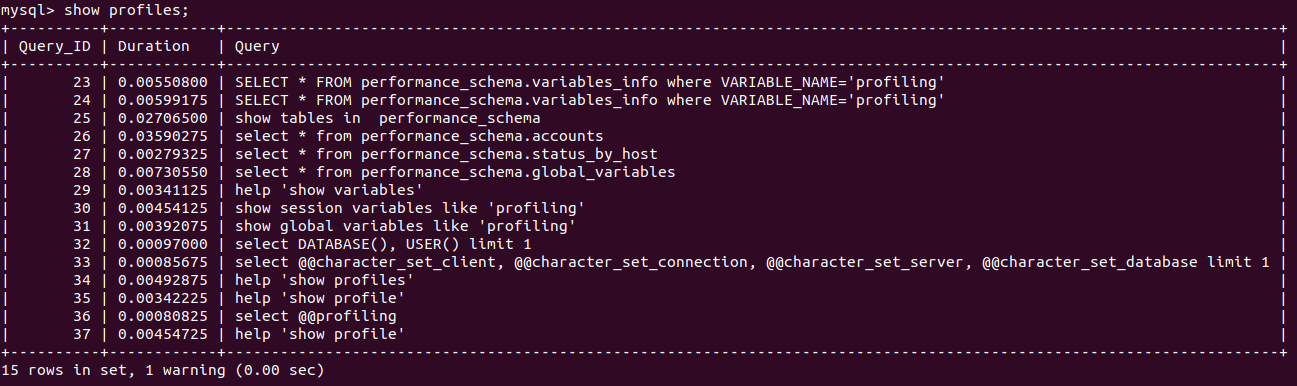 mysql> show profiles;
+----------+------------+---------------------------------------------------------------------------------------------------------------------+
| Query_ID | Duration   | Query                                                                                                               |
+----------+------------+---------------------------------------------------------------------------------------------------------------------+
|       23 | 0.00550800 | SELECT * FROM performance_schema.variables_info where VARIABLE_NAME='profiling'                                     |
|       24 | 0.00599175 | SELECT * FROM performance_schema.variables_info where VARIABLE_NAME='profiling'                                     |
|       25 | 0.02706500 | show tables in  performance_schema                                                                                  |
|       26 | 0.03590275 | select * from performance_schema.accounts                                                                           |
|       27 | 0.00279325 | select * from performance_schema.status_by_host                                                                     |
|       28 | 0.00730550 | select * from performance_schema.global_variables                                                                   |
|       29 | 0.00341125 | help 'show variables'                                                                                               |
|       30 | 0.00454125 | show session variables like 'profiling'                                                                             |
|       31 | 0.00392075 | show global variables like 'profiling'                                                                              |
|       32 | 0.00097000 | select DATABASE(), USER() limit 1                                                                                   |
|       33 | 0.00085675 | select @@character_set_client, @@character_set_connection, @@character_set_server, @@character_set_database limit 1 |
|       34 | 0.00492875 | help 'show profiles'                                                                                                |
|       35 | 0.00342225 | help 'show profile'                                                                                                 |
|       36 | 0.00080825 | select @@profiling                                                                                                  |
|       37 | 0.00454725 | help 'show profile'                                                                                                 |
+----------+------------+---------------------------------------------------------------------------------------------------------------------+
15 rows in set, 1 warning (0.00 sec)